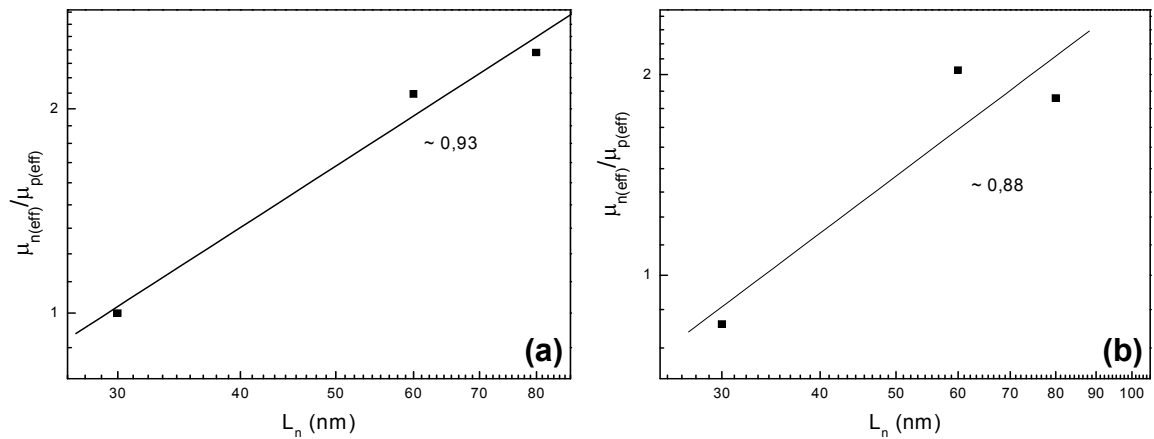 2
1
μn(eff)/μp(eff)
~ 0,93
(a)
30 40 50 60 70 80
Ln (nm)
2
1
μn(eff)/μp(eff)
~ 0,88
(b)
30 40 50 60 70 80 90 100
Ln (nm)